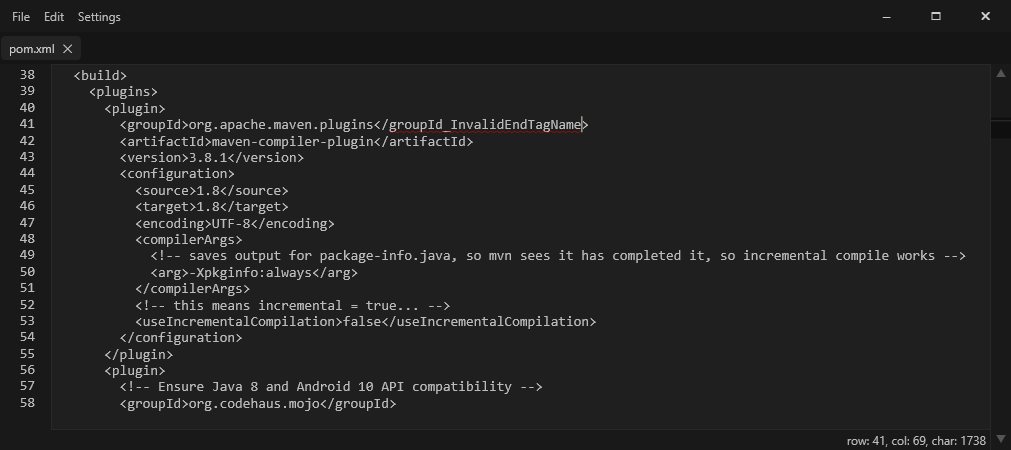 File Edit Settings
pom.xml
38 <build>
39 <plugins>
40 <plugin>
41 <groupId>org.apache.maven.plugins</groupId_InvalidEndTagName>
42 <artifactId>maven-compiler-plugin</artifactId>
43 <version>3.8.1</version>
44 <configuration>
45 <source>1.8</source>
46 <target>1.8</target>
47 <encoding>UTF-8</encoding>
48 <compilerArgs>
49 <!-- saves output for package-info.java, so mvn sees it has completed it, so incremental compile works -->
50 <arg>-Xpkginfo:always</arg>
51 </compilerArgs>
52 <!-- this means incremental = true... -->
53 <useIncrementalCompilation>false</useIncrementalCompilation>
54 </configuration>
55 </plugin>
56 <plugin>
57 <!-- Ensure Java 8 and Android 10 API compatibility -->
58 <groupId>org.codehaus.mojo</groupId>
row: 41, col: 69, char: 1738